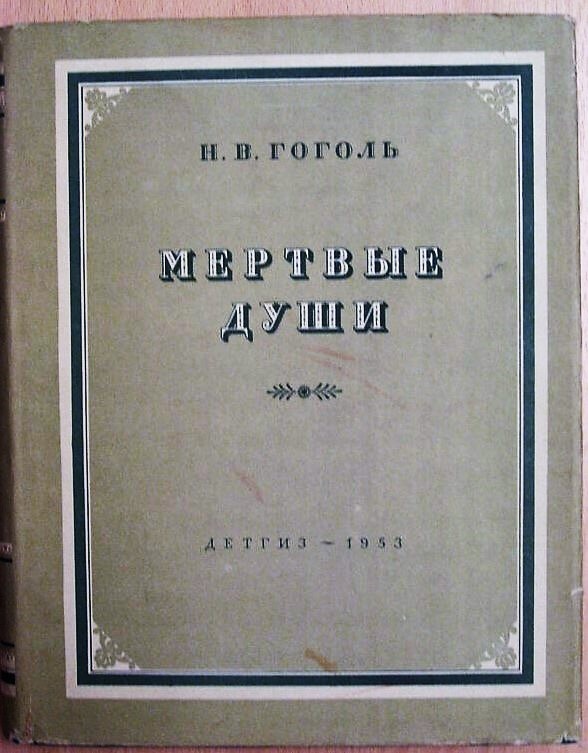 Н. В. ГОГОЛЬ
МЕРТВЫЕ
ДУШИ
ДЕТГИЗ — 1953